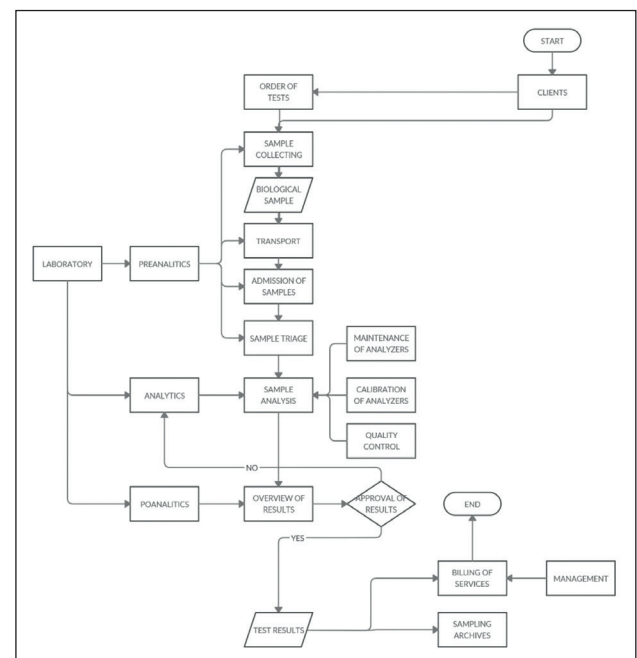 START
ORDER OF
TESTS
CLIENTS
SAMPLE
COLLECTING
BIOLOGICAL
SAMPLE
TRANSPORT
LABORATORY
PREANALITICS
ADMISSION OF
SAMPLES
SAMPLE TRIAGE
MAINTENANCE
OF ANALYZERS
ANALYTICS
SAMPLE
ANALYSIS
CALIBRATION
OF ANALYZERS
QUALITY
CONTROL
NO
POANALITICS
OVERVIEW OF
RESULTS
APPROVAL OF
RESULTS
END
YES
BILLING OF
SERVICES
MANAGEMENT
TEST RESULTS
SAMPLING
ARCHIVES